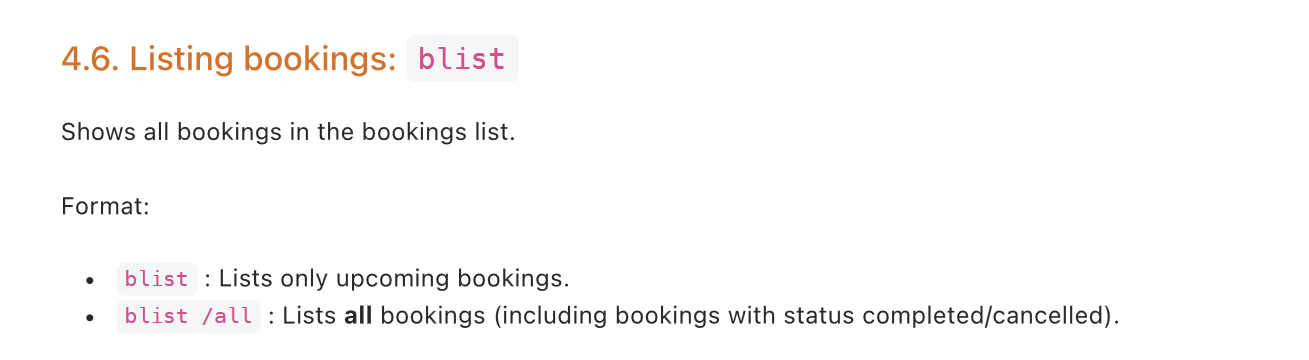 4.6. Listing bookings: blist
Shows all bookings in the bookings list.
Format:
• blist : Lists only upcoming bookings.
• blist /all : Lists all bookings (including bookings with status completed/cancelled).